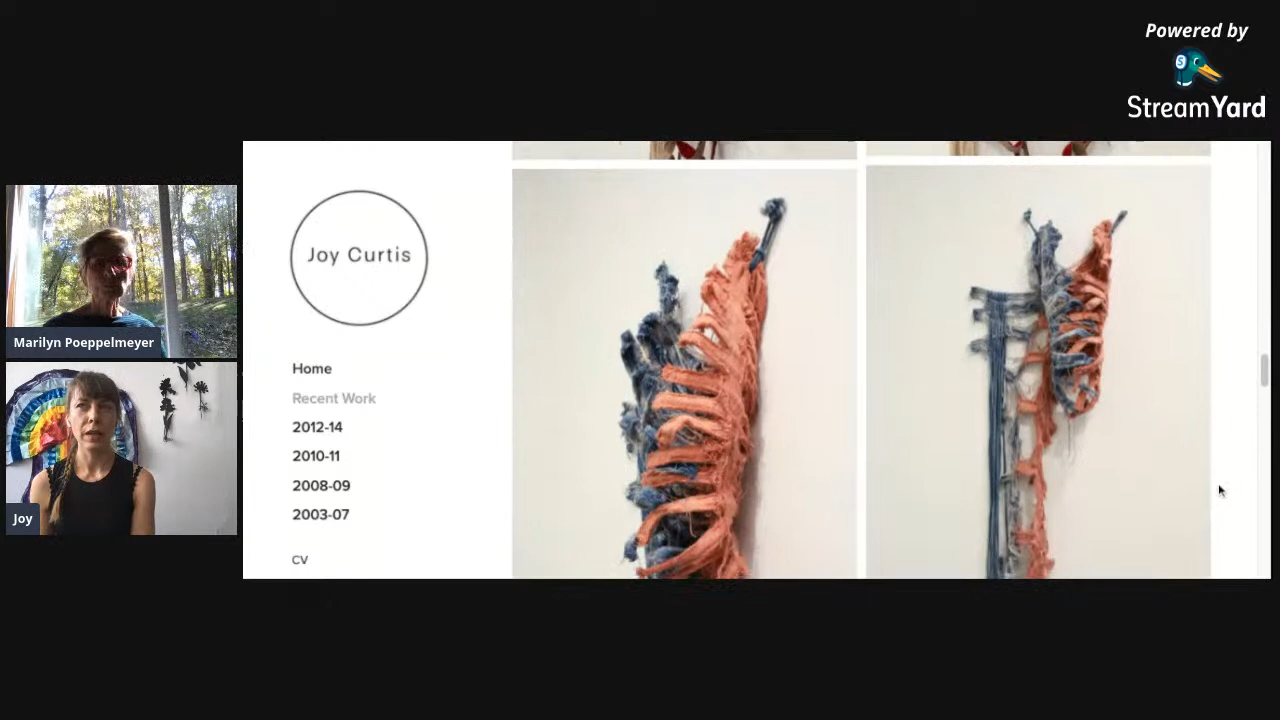 Powered by
StreamYard
Marilyn Poeppelmeyer
Joy
Joy Curtis
Home
Recent Work
2012-14
2010-11
2008-09
2003-07
CV